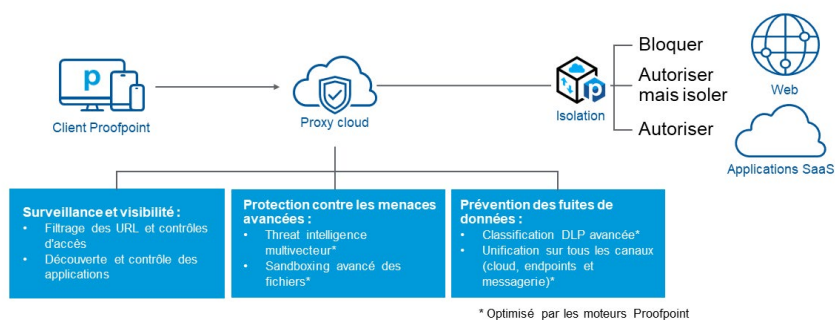 p
Client Proofpoint
Proxy cloud
p
Isolation
Bloquer
Autoriser
mais isoler
Autoriser
Web
Applications SaaS
Surveillance et visibilité :
• Filtrage des URL et contrôles
d'accès
• Découverte et contrôle des
applications
Protection contre les menaces
avancées :
• Threat intelligence
multivecteur*
• Sandboxing avancé des
fichiers*
Prévention des fuites de
données :
• Classification DLP avancée*
• Unification sur tous les canaux
(cloud, endpoints et
messagerie)*
* Optimisé par les moteurs Proofpoint